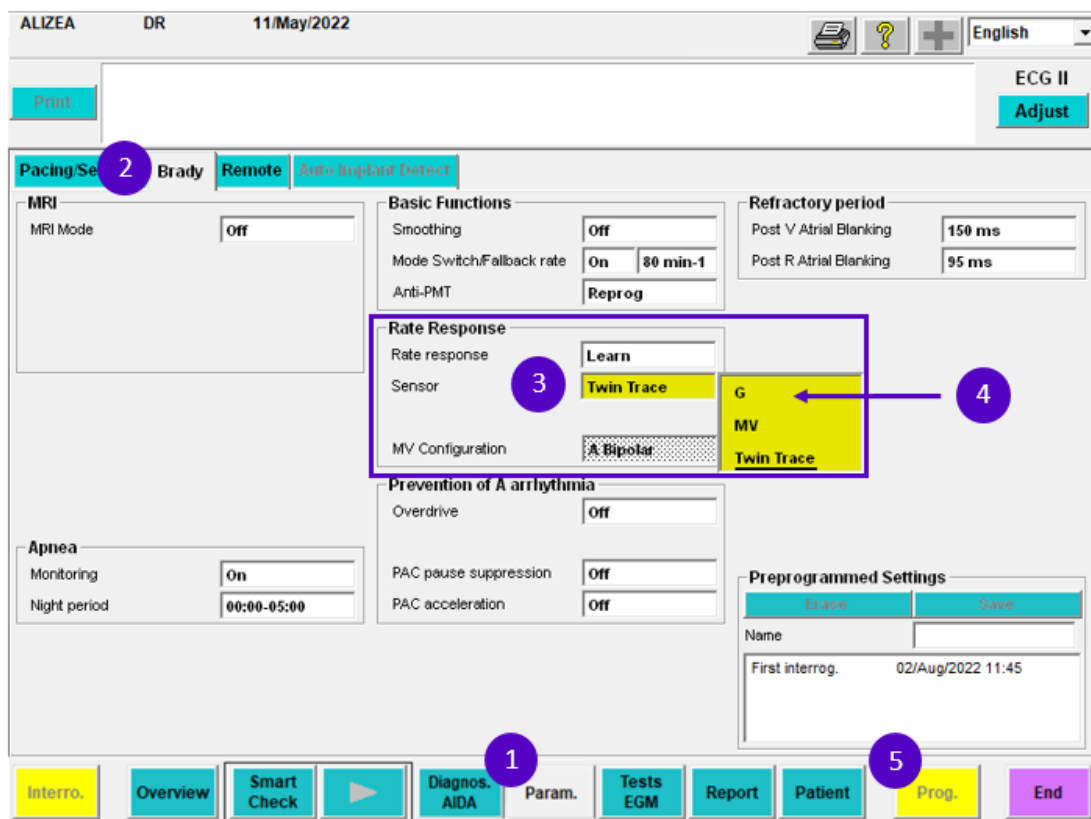 ALIZEA DR 11/May/2022
English
Print
ECG II
Adjust
Pacing/Se 2 Brady Remote Auto Implant Detect
MRI
MRI Mode Off
Basic Functions
Smoothing Off
Mode Switch/Fallback rate On 80 min-1
Anti-PMT Reprog
Refractory period
Post V Atrial Blanking 150 ms
Post R Atrial Blanking 95 ms
Rate Response
Rate response Learn
Sensor 3 Twin Trace
G 4
MV
Twin Trace
MV Configuration A Bipolar
Prevention of A arrhythmia
Overdrive Off
PAC pause suppression Off
PAC acceleration Off
Apnea
Monitoring On
Night period 00:00-05:00
Preprogrammed Settings
Erase Save
Name
First interrog. 02/Aug/2022 11:45
1 5
Interro. Overview Smart Check Diagnos. AIDA Param. Tests EGM Report Patient Prog. End